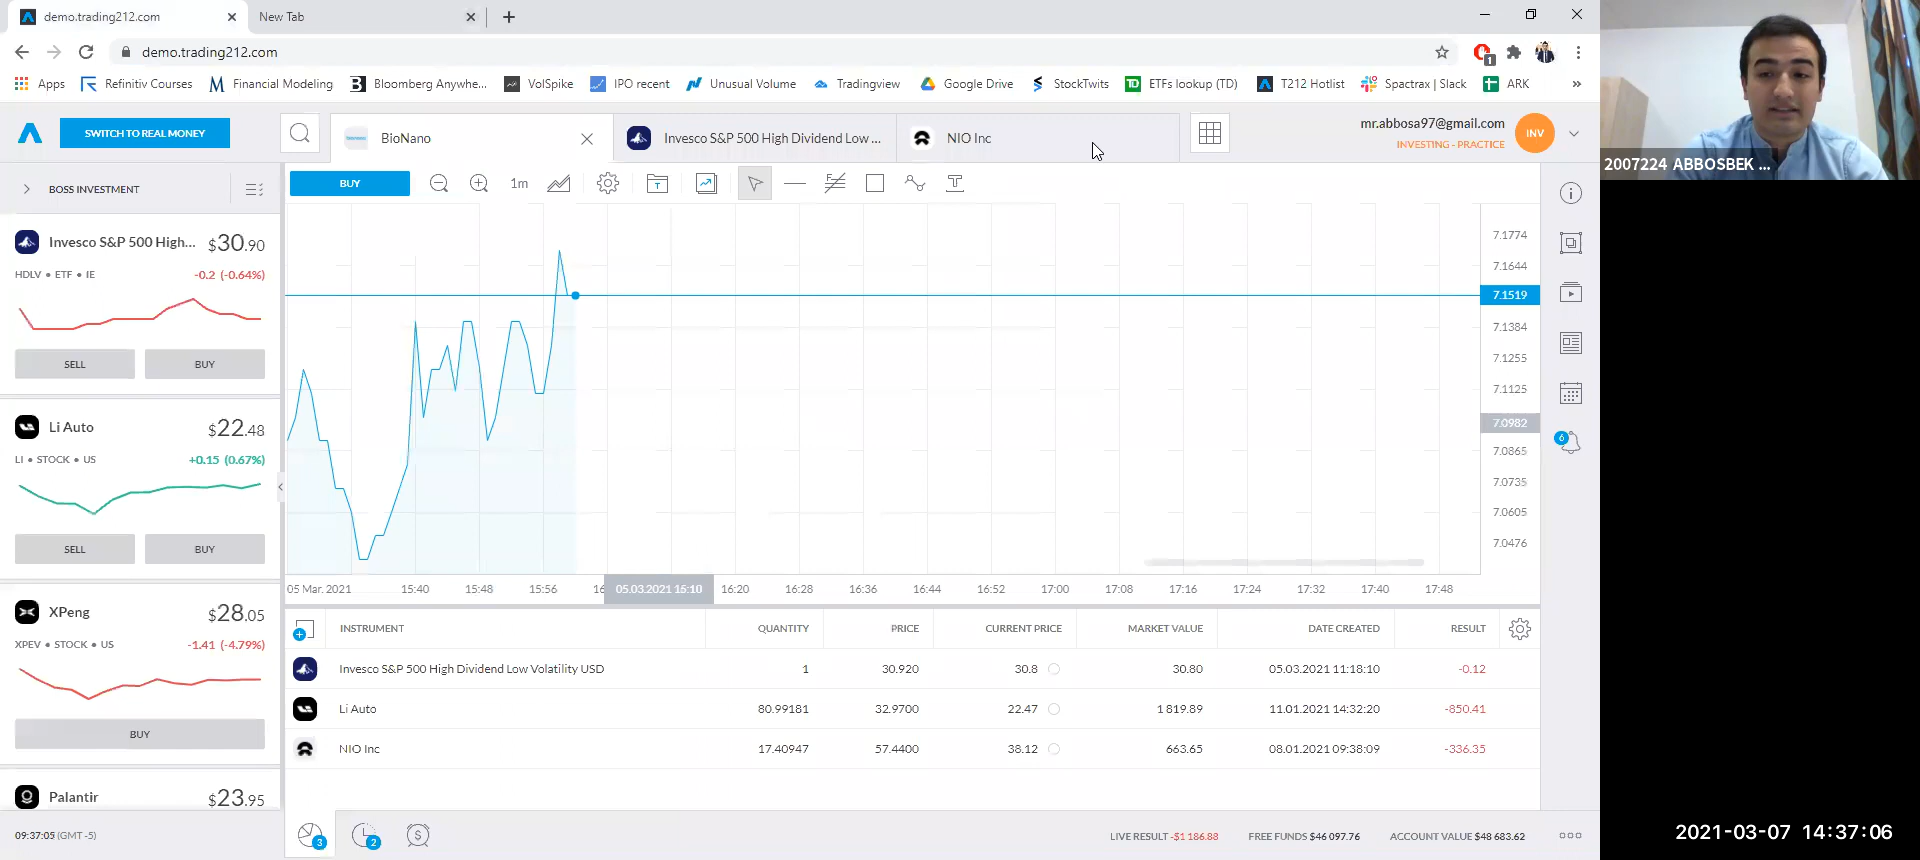 demo.trading212.com
New Tab
demo.trading212.com
Apps
Refinitiv Courses
Financial Modeling
Bloomberg Anywhe...
VolSpike
IPO recent
Unusual Volume
Tradingview
Google Drive
StockTwits
ETFs lookup (TD)
T212 Hotlist
Spactrax | Slack
ARK
SWITCH TO REAL MONEY
BioNano
Invesco S&P 500 High Dividend Low ...
NIO Inc
mr.abbosa97@gmail.com
INVESTING - PRACTICE
INV
2007224 ABBOSBEK ...
BOSS INVESTMENT
BUY
1m
Invesco S&P 500 High... $30.90
HDLV • ETF • IE -0.2 (-0.64%)
SELL BUY
Li Auto $22.48
LI • STOCK • US +0.15 (0.67%)
SELL BUY
XPeng $28.05
XPEV • STOCK • US -1.41 (-4.79%)
BUY
Palantir $23.95
7.1774
7.1644
7.1519
7.1384
7.1255
7.1125
7.0982
7.0865
7.0735
7.0605
7.0476
05 Mar. 2021 15:40 15:48 15:56 16 05.03.2021 16:10 16:20 16:28 16:36 16:44 16:52 17:00 17:08 17:16 17:24 17:32 17:40 17:48
6
INSTRUMENT QUANTITY PRICE CURRENT PRICE MARKET VALUE DATE CREATED RESULT
Invesco S&P 500 High Dividend Low Volatility USD 1 30.920 30.8 30.80 05.03.2021 11:18:10 -0.12
Li Auto 80.99181 32.9700 22.47 1 819.89 11.01.2021 14:32:20 -850.41
NIO Inc 17.40947 57.4400 38.12 663.65 08.01.2021 09:38:09 -336.35
09:37:05 (GMT -5)
3
2
LIVE RESULT -$1 186.88 FREE FUNDS $46 097.76 ACCOUNT VALUE $48 683.62
2021-03-07 14:37:06